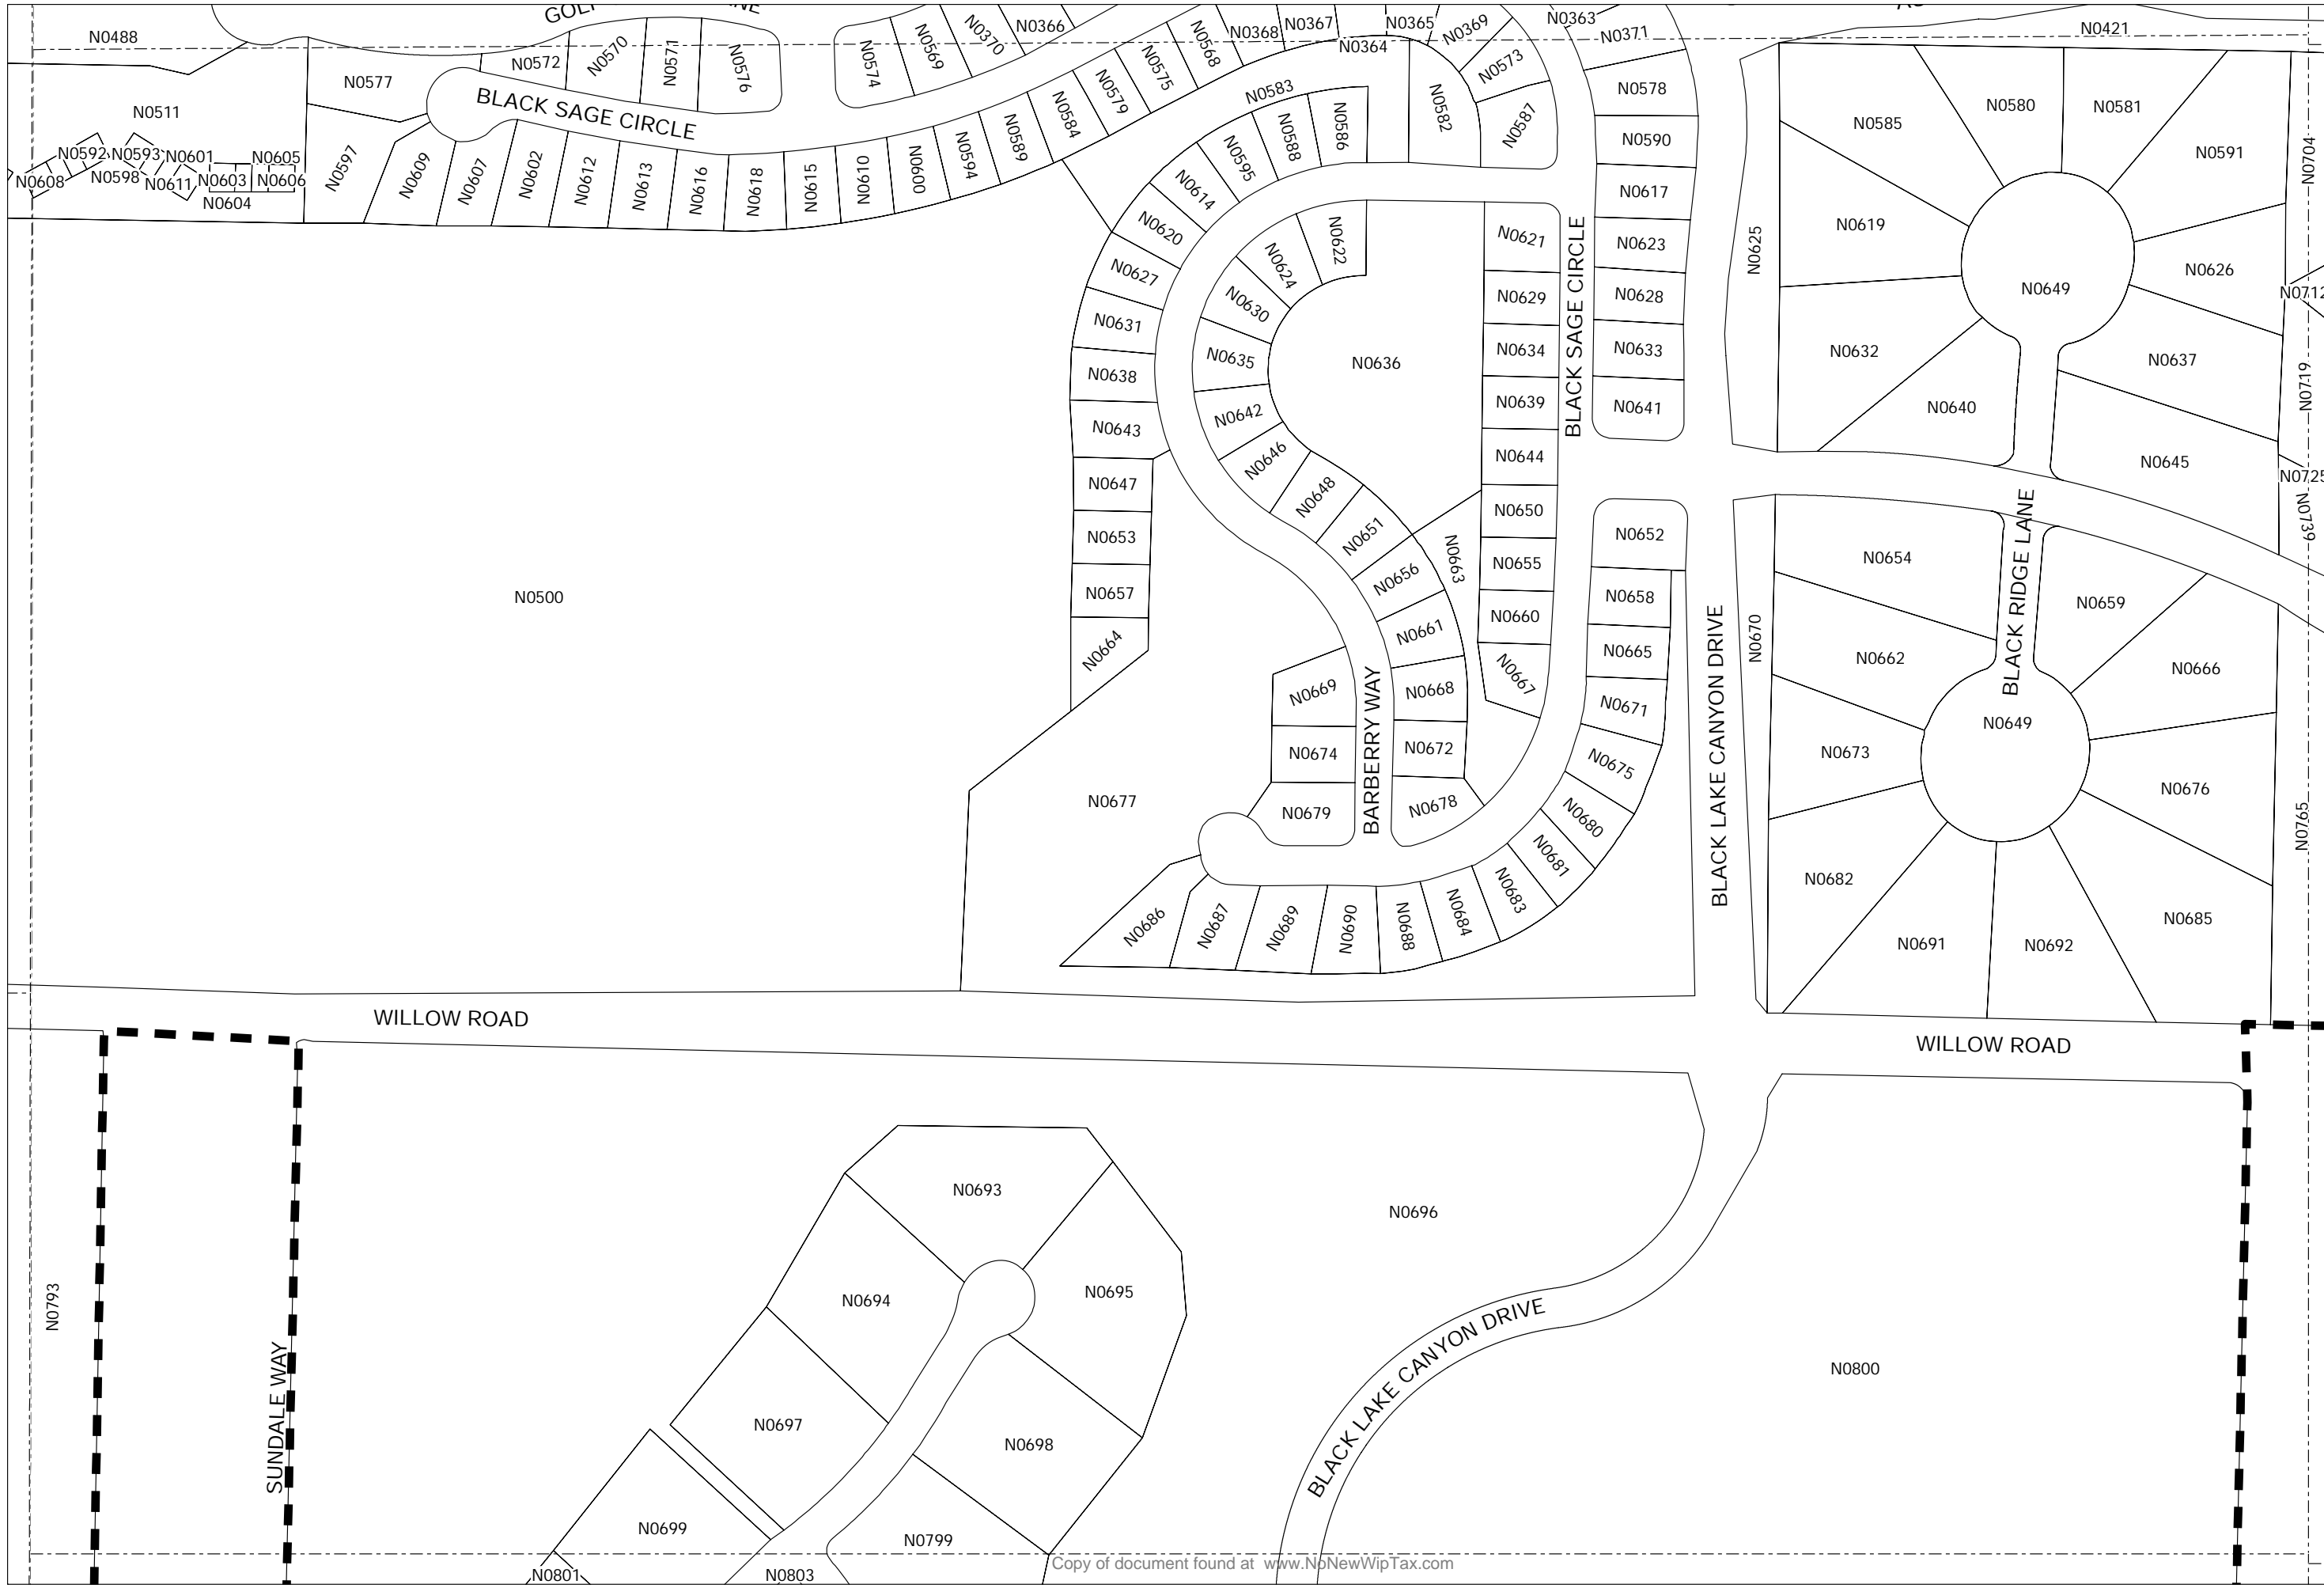 N0488
N0366
N0368
N0367
N0365
N0369
N0363
N0371
N0421
N0364
N0370
N0569
N0574
N0576
N0571
N0570
N0572
N0577
BLACK SAGE CIRCLE
N0568
N0575
N0579
N0584
N0589
N0594
N0600
N0610
N0615
N0618
N0616
N0613
N0612
N0602
N0607
N0609
N0597
N0511
N0592
N0593
N0601
N0605
N0608
N0598
N0611
N0603
N0606
N0604
N0583
N0582
N0573
N0587
N0586
N0588
N0595
N0614
N0620
N0627
N0631
N0638
N0643
N0647
N0653
N0657
N0664
N0578
N0590
N0617
N0623
N0628
N0633
N0641
BLACK SAGE CIRCLE
N0621
N0629
N0634
N0639
N0644
N0650
N0655
N0660
N0667
N0622
N0624
N0630
N0635
N0642
N0646
N0648
N0651
N0656
N0661
N0668
N0672
N0678
N0636
N0663
N0669
N0674
N0679
BARBERRY WAY
N0677
N0500
N0652
N0658
N0665
N0671
N0675
N0680
N0681
N0683
N0684
N0688
N0690
N0689
N0687
N0686
BLACK LAKE CANYON DRIVE
N0625
N0670
N0585
N0580
N0581
N0591
N0619
N0626
N0649
N0632
N0637
N0640
N0645
N0704
N0712
N0719
N0725
N0739
N0765
BLACK RIDGE LANE
N0654
N0659
N0662
N0666
N0649
N0673
N0676
N0682
N0685
N0691
N0692
WILLOW ROAD
WILLOW ROAD
N0793
SUNDALE WAY
N0693
N0694
N0695
N0696
N0697
N0698
N0699
N0799
N0800
N0801
N0803
BLACK LAKE CANYON DRIVE
Copy of document found at www.NoNewWipTax.com